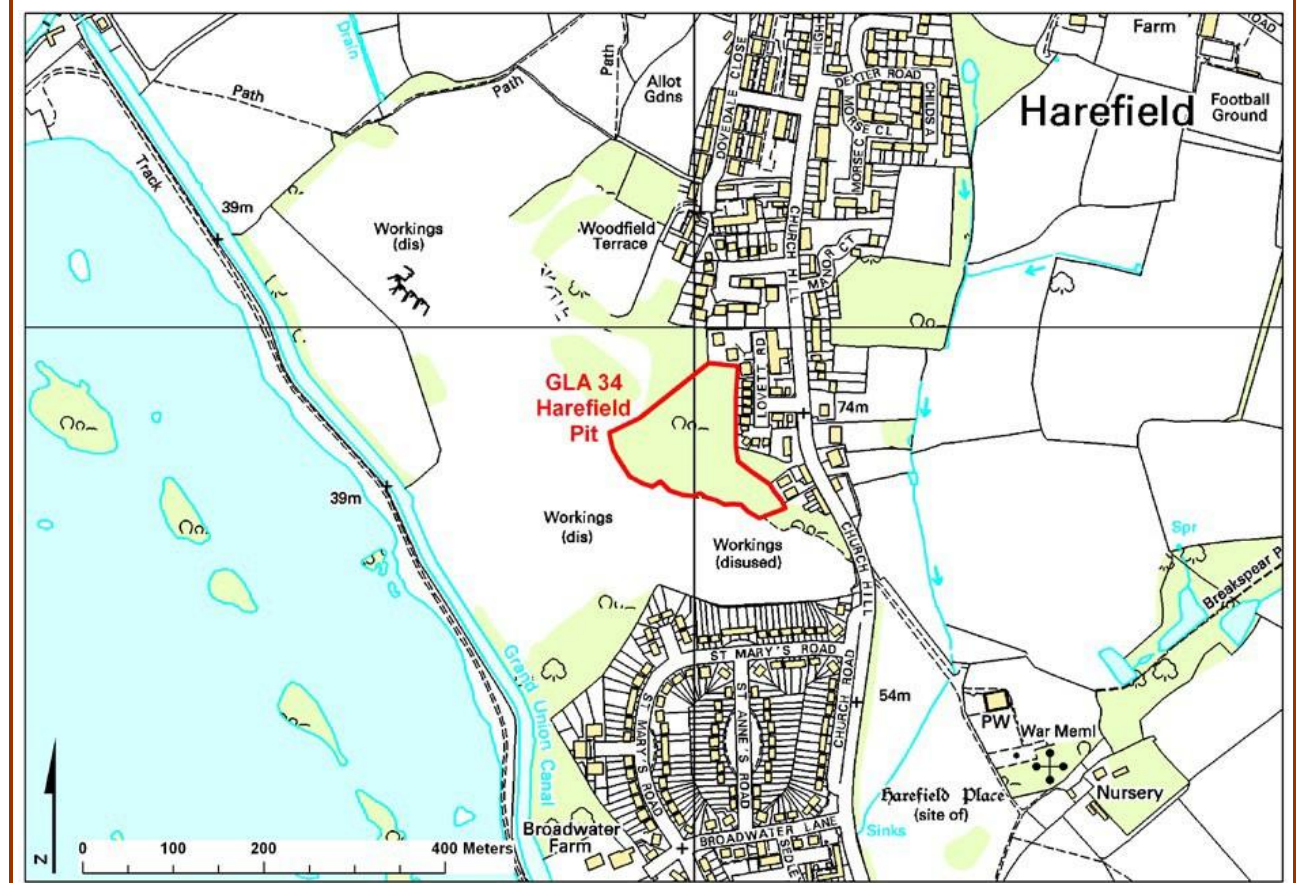 Drain
Path
Path
Path
Allot
Gdns
DOVEDALE CLOSE
HIGH
DEXTER ROAD
MORSE CL
MORSE C
CHILDS A
Farm
ROAD
Harefield
Football
Ground
Track
39m
Workings
(dis)
Woodfield
Terrace
CHURCH HILL
MANOR CT
GLA 34
Harefield
Pit
LOVETT RD
74m
39m
Workings
(dis)
Workings
(disused)
CHURCH HILL
Spr
Breakspear P
Grand Union Canal
ST MARY'S ROAD
ST MARY'S ROAD
ST ANNE'S ROAD
CHURCH ROAD
54m
PW
War Meml
Harefield Place
(site of)
Nursery
Sinks
Broadwater
Farm
BROADWATER LANE
SEDE
N
0 100 200 400 Meters